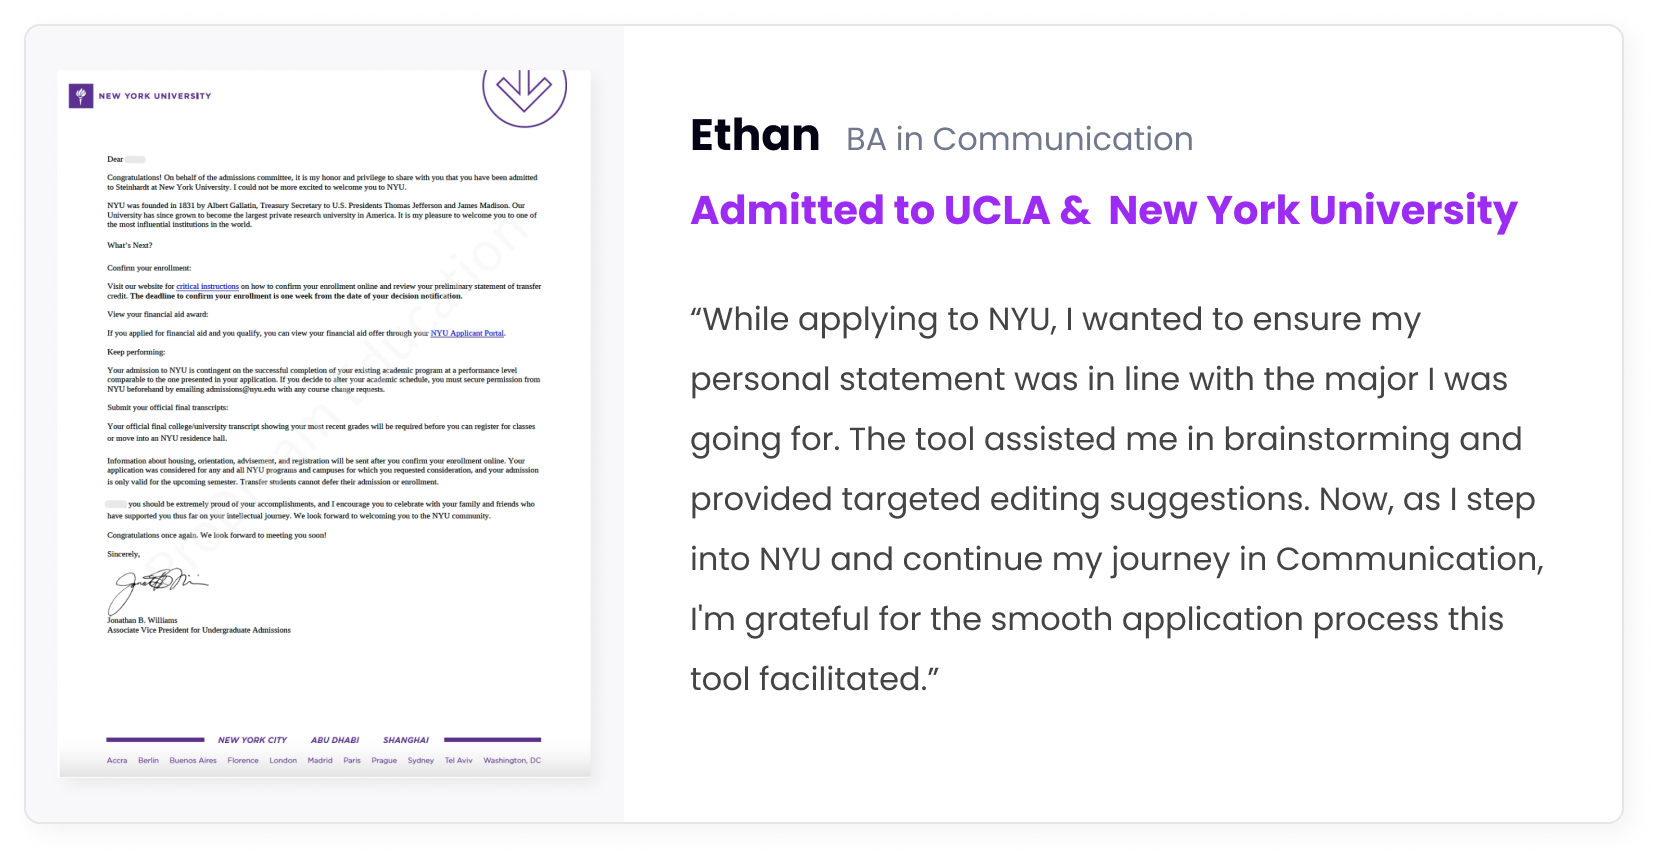 NEW YORK UNIVERSITY
Dear
Congratulations! On behalf of the admissions committee, it is my honor and privilege to share with you that you have been admitted
to Steinhardt at New York University. I could not be more excited to welcome you to NYU.
NYU was founded in 1831 by Albert Gallatin, Treasury Secretary to U.S. Presidents Thomas Jefferson and James Madison. Our
University has since grown to become the largest private research university in America. It is my pleasure to welcome you to one of
the most influential institutions in the world.
What's Next?
Confirm your enrollment:
Visit our website for critical instructions on how to confirm your enrollment online and review your preliminary statement of transfer
credit. The deadline to confirm your enrollment is one week from the date of your decision notification.
View your financial aid award:
If you applied for financial aid and you qualify, you can view your financial aid offer through your NYU Applicant Portal.
Keep performing:
Your admission to NYU is contingent on the successful completion of your existing academic program at a performance level
comparable to the one presented in your application. If you decide to alter your academic schedule, you must secure permission from
NYU beforehand by emailing admissions@nyu.edu with any course change requests.
Submit your official final transcripts:
Your official final college/university transcript showing your most recent grades will be required before you can register for classes
or move into an NYU residence hall.
Information about housing, orientation, advisement, and registration will be sent after you confirm your enrollment online. Your
application was considered for any and all NYU programs and campuses for which you requested consideration, and your admission
is only valid for the upcoming semester. Transfer students cannot defer their admission or enrollment.
you should be extremely proud of your accomplishments, and I encourage you to celebrate with your family and friends who
have supported you thus far on your intellectual journey. We look forward to welcoming you to the NYU community.
Congratulations once again. We look forward to meeting you soon!
Sincerely,
Jonathan B. Williams
Associate Vice President for Undergraduate Admissions
NEW YORK CITY ABU DHABI SHANGHAI
Accra Berlin Buenos Aires Florence London Madrid Paris Prague Sydney Tel Aviv Washington, DC
Ethan BA in Communication
Admitted to UCLA & New York University
“While applying to NYU, I wanted to ensure my
personal statement was in line with the major I was
going for. The tool assisted me in brainstorming and
provided targeted editing suggestions. Now, as I step
into NYU and continue my journey in Communication,
I'm grateful for the smooth application process this
tool facilitated.”